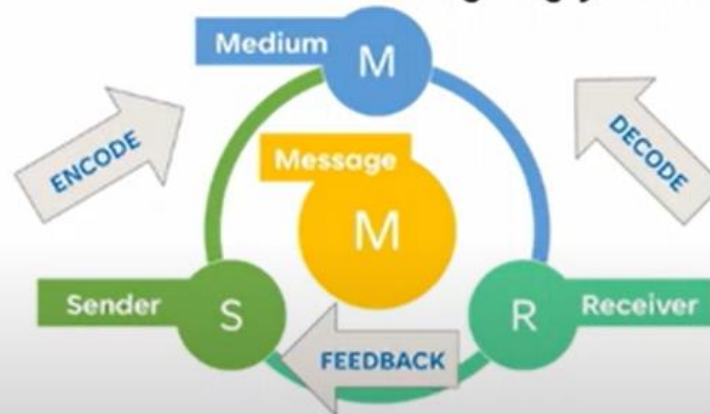 Medium
M
ENCODE
DECODE
Message
M
Sender
S
R
Receiver
FEEDBACK